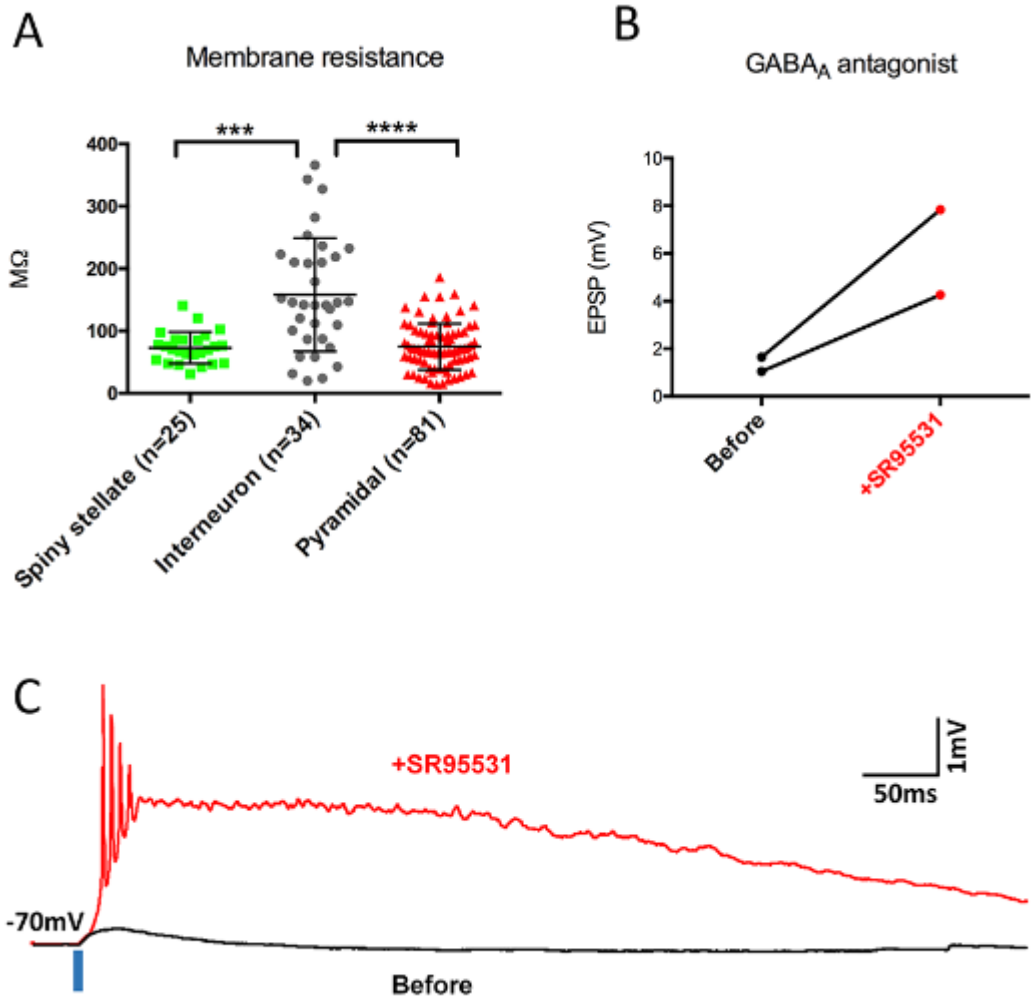 A
Membrane resistance
***
****
400
300
200
100
0
MΩ
Spiny stellate (n=25)
Interneuron (n=34)
Pyramidal (n=81)
B
GABAA antagonist
10
8
6
4
2
0
EPSP (mV)
Before
+SR95531
C
+SR95531
1mV
50ms
-70mV
Before